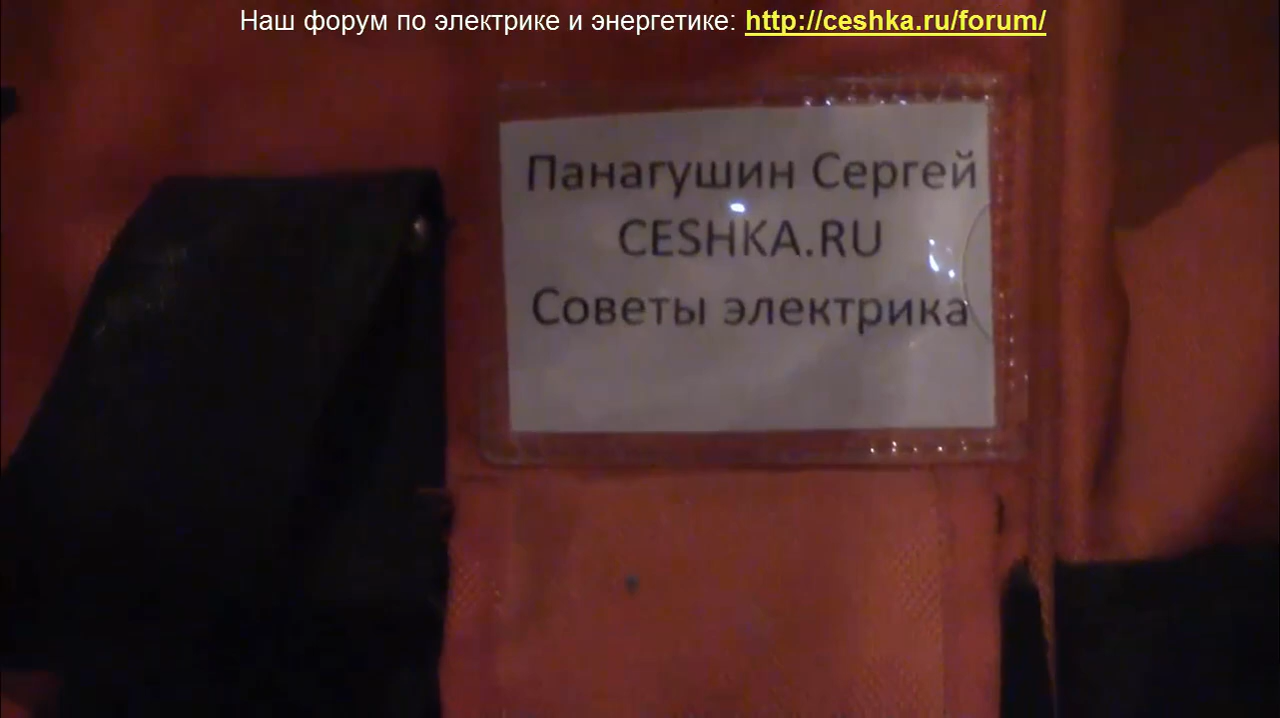 Наш форум по электрике и энергетике: http://ceshka.ru/forum/
Панагушин Сергей
CESHKA.RU
Советы электрика